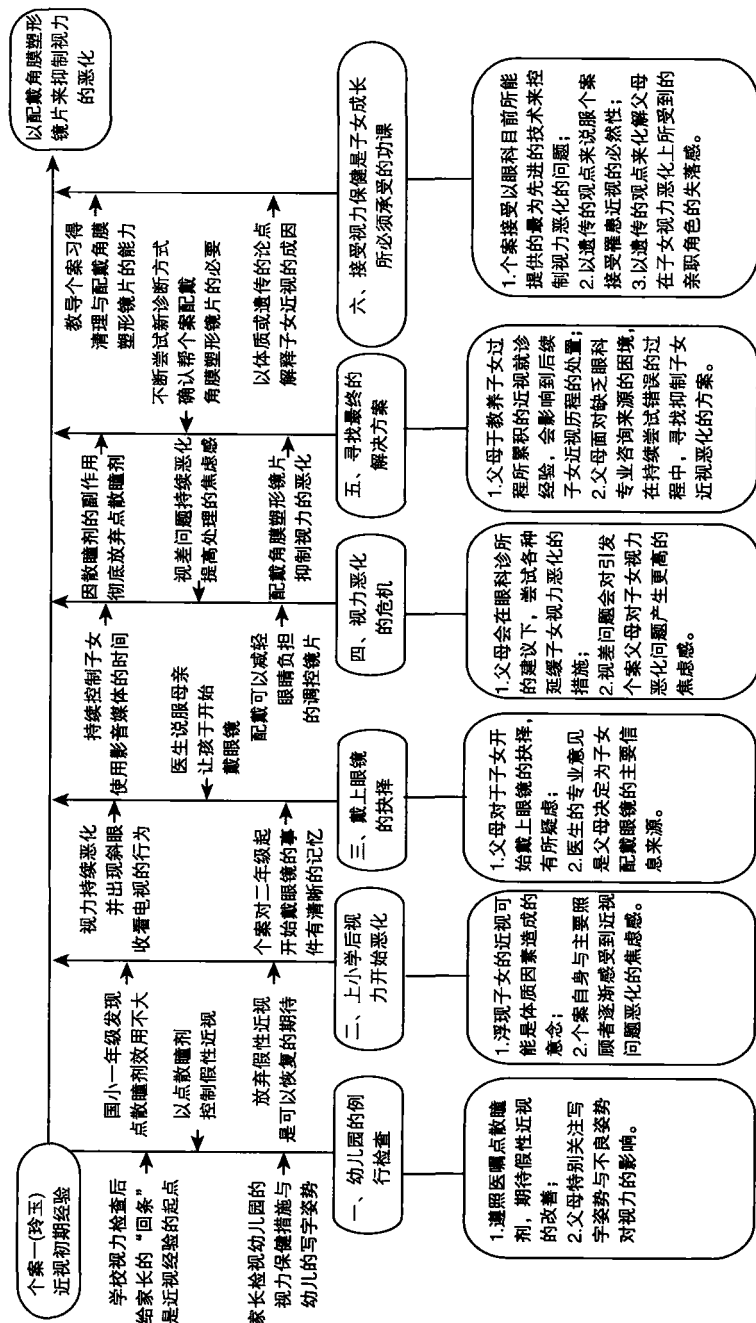 个案一(玲玉)
近视初期经验
以配戴角膜塑形
镜片来抑制视力
的恶化
学校视力检查后
给家长的“回条”
是近视经验的起点
家长检视幼儿园的
视力保健措施与
幼儿的写字姿势
国小一年级发现
点散瞳剂效用不大
以点散瞳剂
控制假性近视
放弃假性近视
是可以恢复的期待
视力持续恶化
并出现斜眼
收看电视的行为
个案对二年级起
开始戴眼镜的事
件有清晰的记忆
持续控制子女
使用影音媒体的时间
医生说服母亲
让孩于开始
戴眼镜
配戴可以减轻
眼睛负担
的调控镜片
因散瞳剂的副作用
彻底放弃点散瞳剂
视差问题持续恶化
提高处理的焦虑感
配戴角膜塑形镜片
抑制视力的恶化
教导个案习得
清理与配戴角膜
塑形镜片的能力
不断尝试新诊断方式
确认帮个案配戴
角膜塑形镜片的必要
以体质或遗传的论点
解释子女近视的成因
一、幼儿园的例
行检查
二、上小学后视
力开始恶化
三、戴上眼镜
的抉择
四、视力恶化
的危机
五、寻找最终的
解决方案
六、接受视力保健是子女成长
所必须承受的功课
1.遵照医嘱点散瞳
剂，期待假性近视
的改善；
2.父母特别关注写
字姿势与不良姿势
对视力的影响。
1.浮现子女的近视可
能是体质因素造成的
意念；
2.个案自身与主要照
顾者逐渐感受到近视
问题恶化的焦虑感。
1.父母对于子女开
始戴上眼镜的抉择，
有所疑虑；
2.医生的专业意见
是父母决定为子女
配戴眼镜的主要信
息来源。
1.父母会在眼科诊所
的建议下，尝试各种
延缓子女视力恶化的
措施；
2.视差问题会对引发
个案父母对子女视力
恶化问题产生更高的
焦虑感。
1.父母于教养子女过
程所累积的近视就诊
经验，会影响到后续
子女近视历程的处置；
2.父母面对缺乏眼科
专业咨询来源的困境，
在持续尝试错误的过
程中，寻找抑制子女
近视恶化的方案。
1.个案接受以眼科目前所能
提供的最为先进的技术来控
制视力恶化的问题；
2.以遗传的观点来说服个案
接受罹患近视的必然性；
3.以遗传的观点来化解父母
在子女视力恶化上所受到的
亲职角色的失落感。